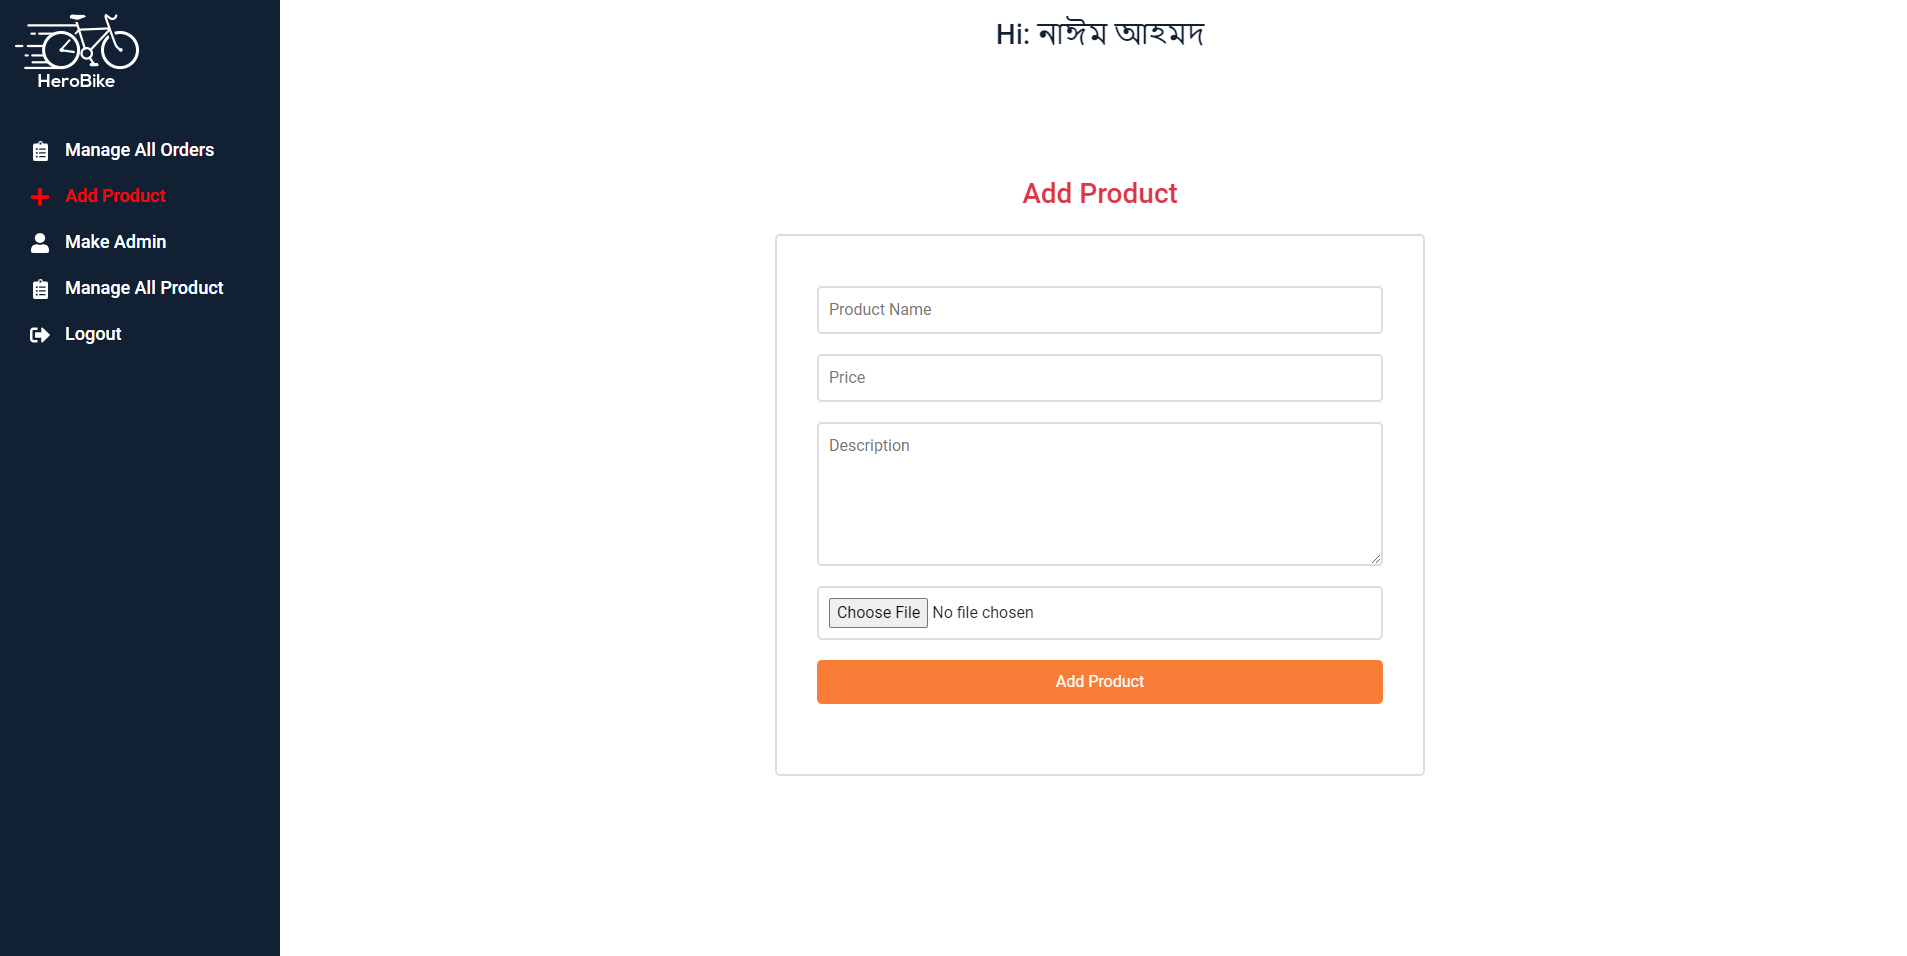 HeroBike
Manage All Orders
Add Product
Make Admin
Manage All Product
Logout
Hi: নাঈম আহমদ
Add Product
Product Name
Price
Description
Choose File No file chosen
Add Product